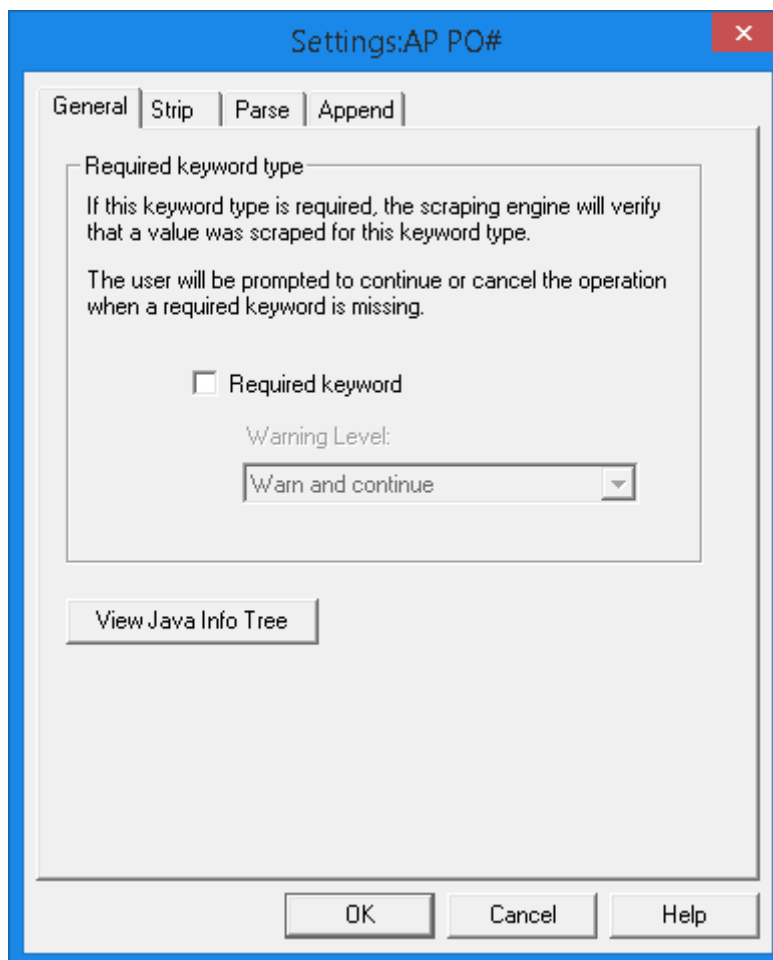 Settings:AP PO#
General
Strip
Parse
Append
Required keyword type
If this keyword type is required, the scraping engine will verify
that a value was scraped for this keyword type.
The user will be prompted to continue or cancel the operation
when a required keyword is missing.
Required keyword
Warning Level:
Warn and continue
View Java Info Tree
OK
Cancel
Help